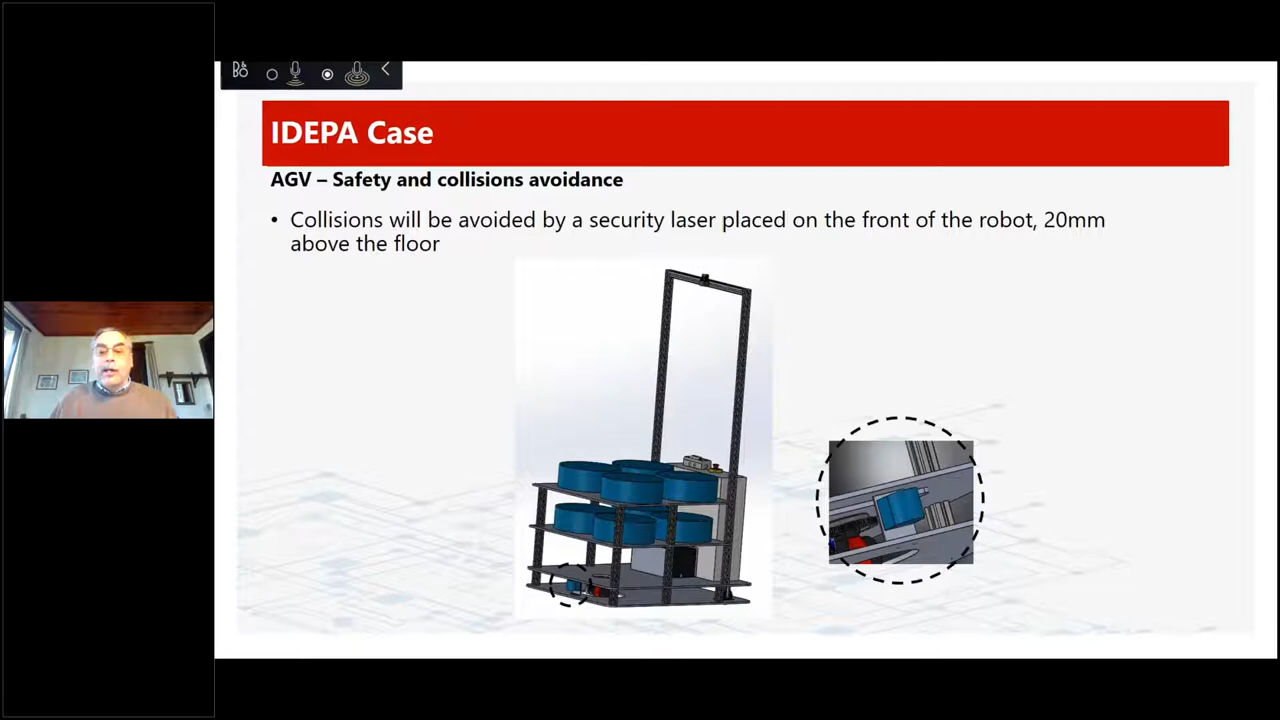 IDEPA Case
AGV – Safety and collisions avoidance
• Collisions will be avoided by a security laser placed on the front of the robot, 20mm
above the floor